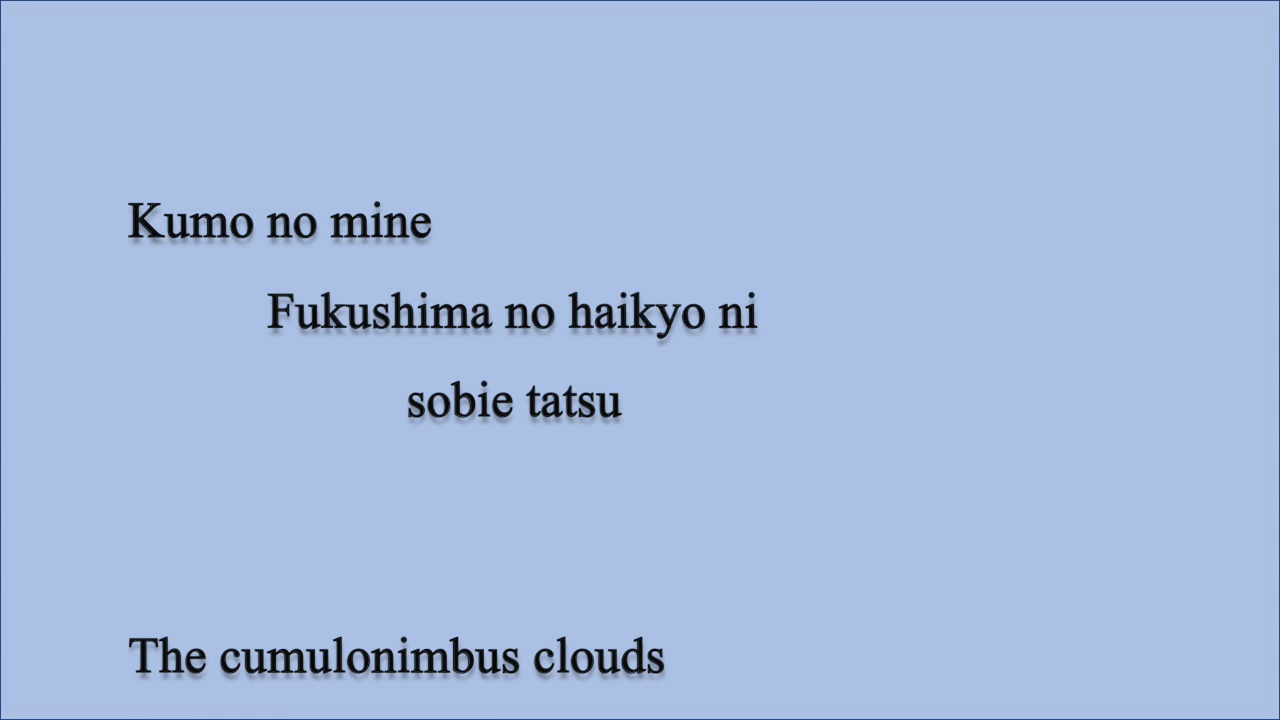 Kumo no mine
Fukushima no haikyo ni
sobie tatsu
The cumulonimbus clouds